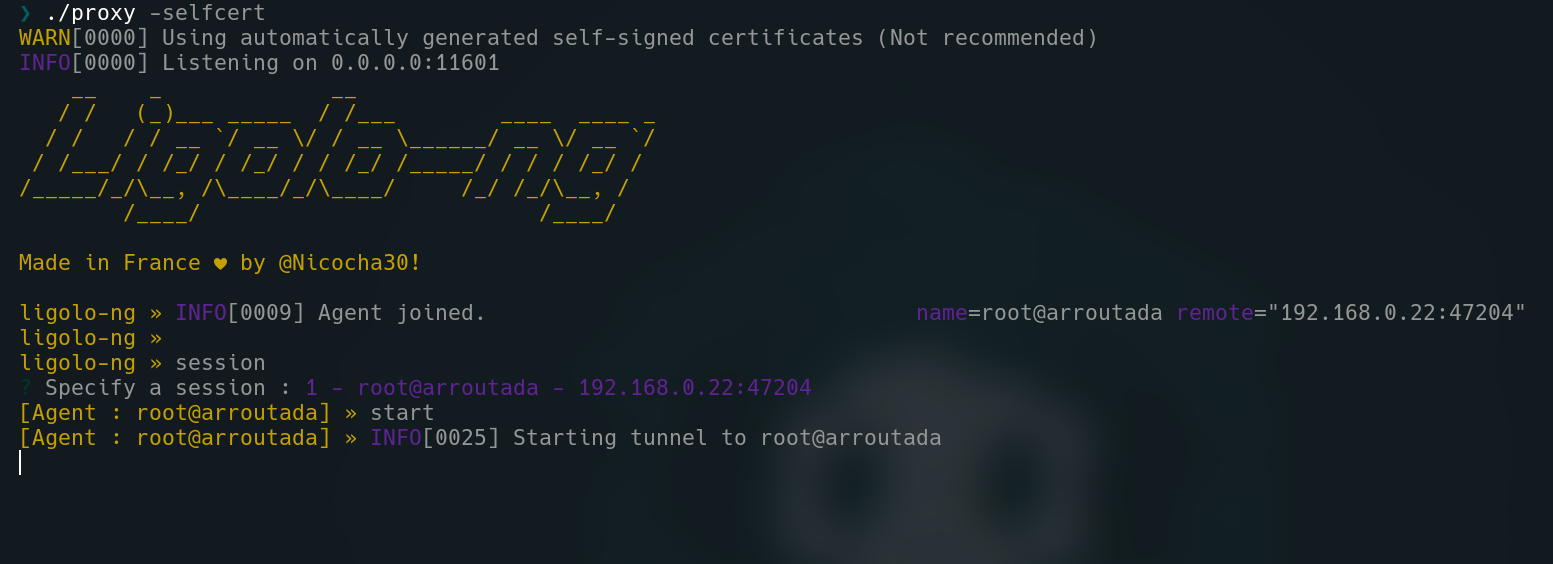 ❯ ./proxy -selfcert
WARN[0000] Using automatically generated self-signed certificates (Not recommended)
INFO[0000] Listening on 0.0.0.0:11601
    __    _             __
   / /   (_)___ _____  / /___        ____  ____ _
  / /   / / __ `/ __ \/ / __ \______/ __ \/ __ `/
 / /___/ / /_/ / /_/ / / /_/ /_____/ / / / /_/ /
/_____/_/\__, /\____/_/\____/     /_/ /_/\__, /
        /____/                          /____/
Made in France ♥ by @Nicocha30!
ligolo-ng » INFO[0009] Agent joined. name=root@arroutada remote="192.168.0.22:47204"
ligolo-ng »
ligolo-ng » session
? Specify a session : 1 - root@arroutada - 192.168.0.22:47204
[Agent : root@arroutada] » start
[Agent : root@arroutada] » INFO[0025] Starting tunnel to root@arroutada